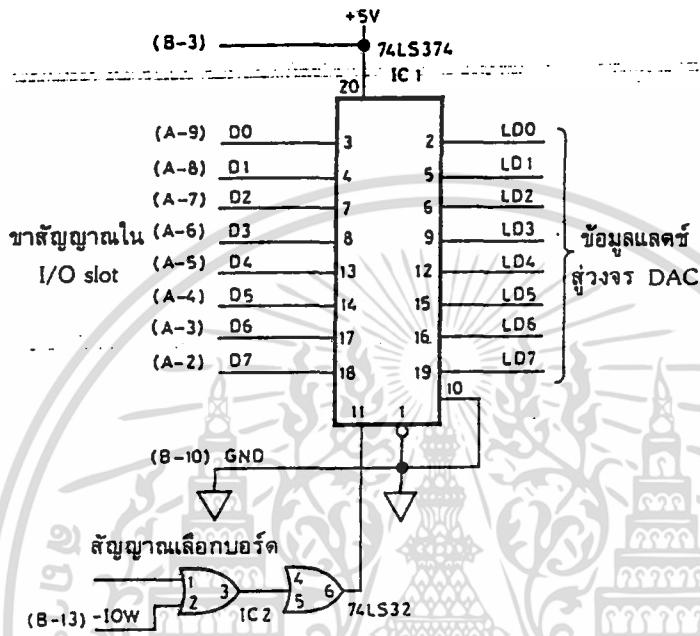 +5V
(B-3)
74LS374
IC 1
20
(A-9) D0 3 2 LD0
(A-8) D1 4 5 LD1
(A-7) D2 7 6 LD2
(A-6) D3 8 9 LD3
(A-5) D4 13 12 LD4
(A-4) D5 14 15 LD5
(A-3) D6 17 16 LD6
(A-2) D7 18 19 LD7
ขาสัญญาณใน
I/O slot
ข้อมูลแลตช์
สู่วงจร DAC
10
11 1
(B-10) GND
สัญญาณเลือกบอร์ด
1 3 4 6
2 5
(B-13) -IOW IC 2 74LS32